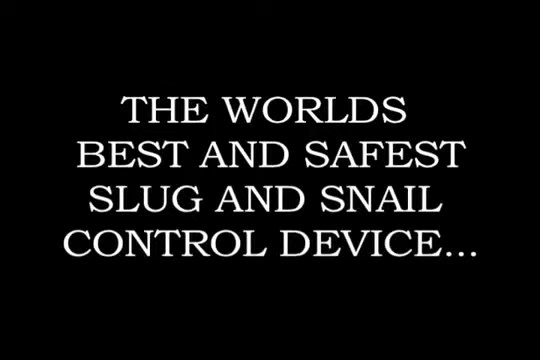 THE WORLDS
BEST AND SAFEST
SLUG AND SNAIL
CONTROL DEVICE...